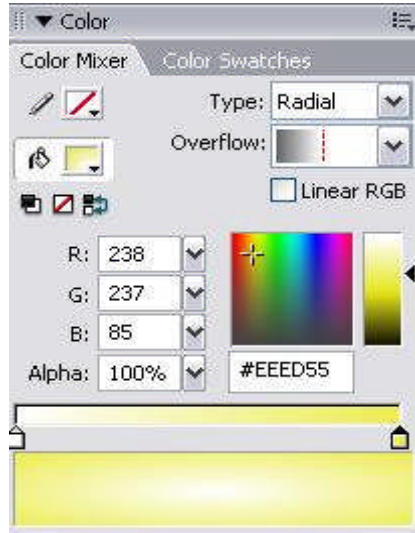 Color
Color Mixer Color Swatches
Type: Radial
Overflow:
Linear RGB
R: 238
G: 237
B: 85
Alpha: 100% #EEED55